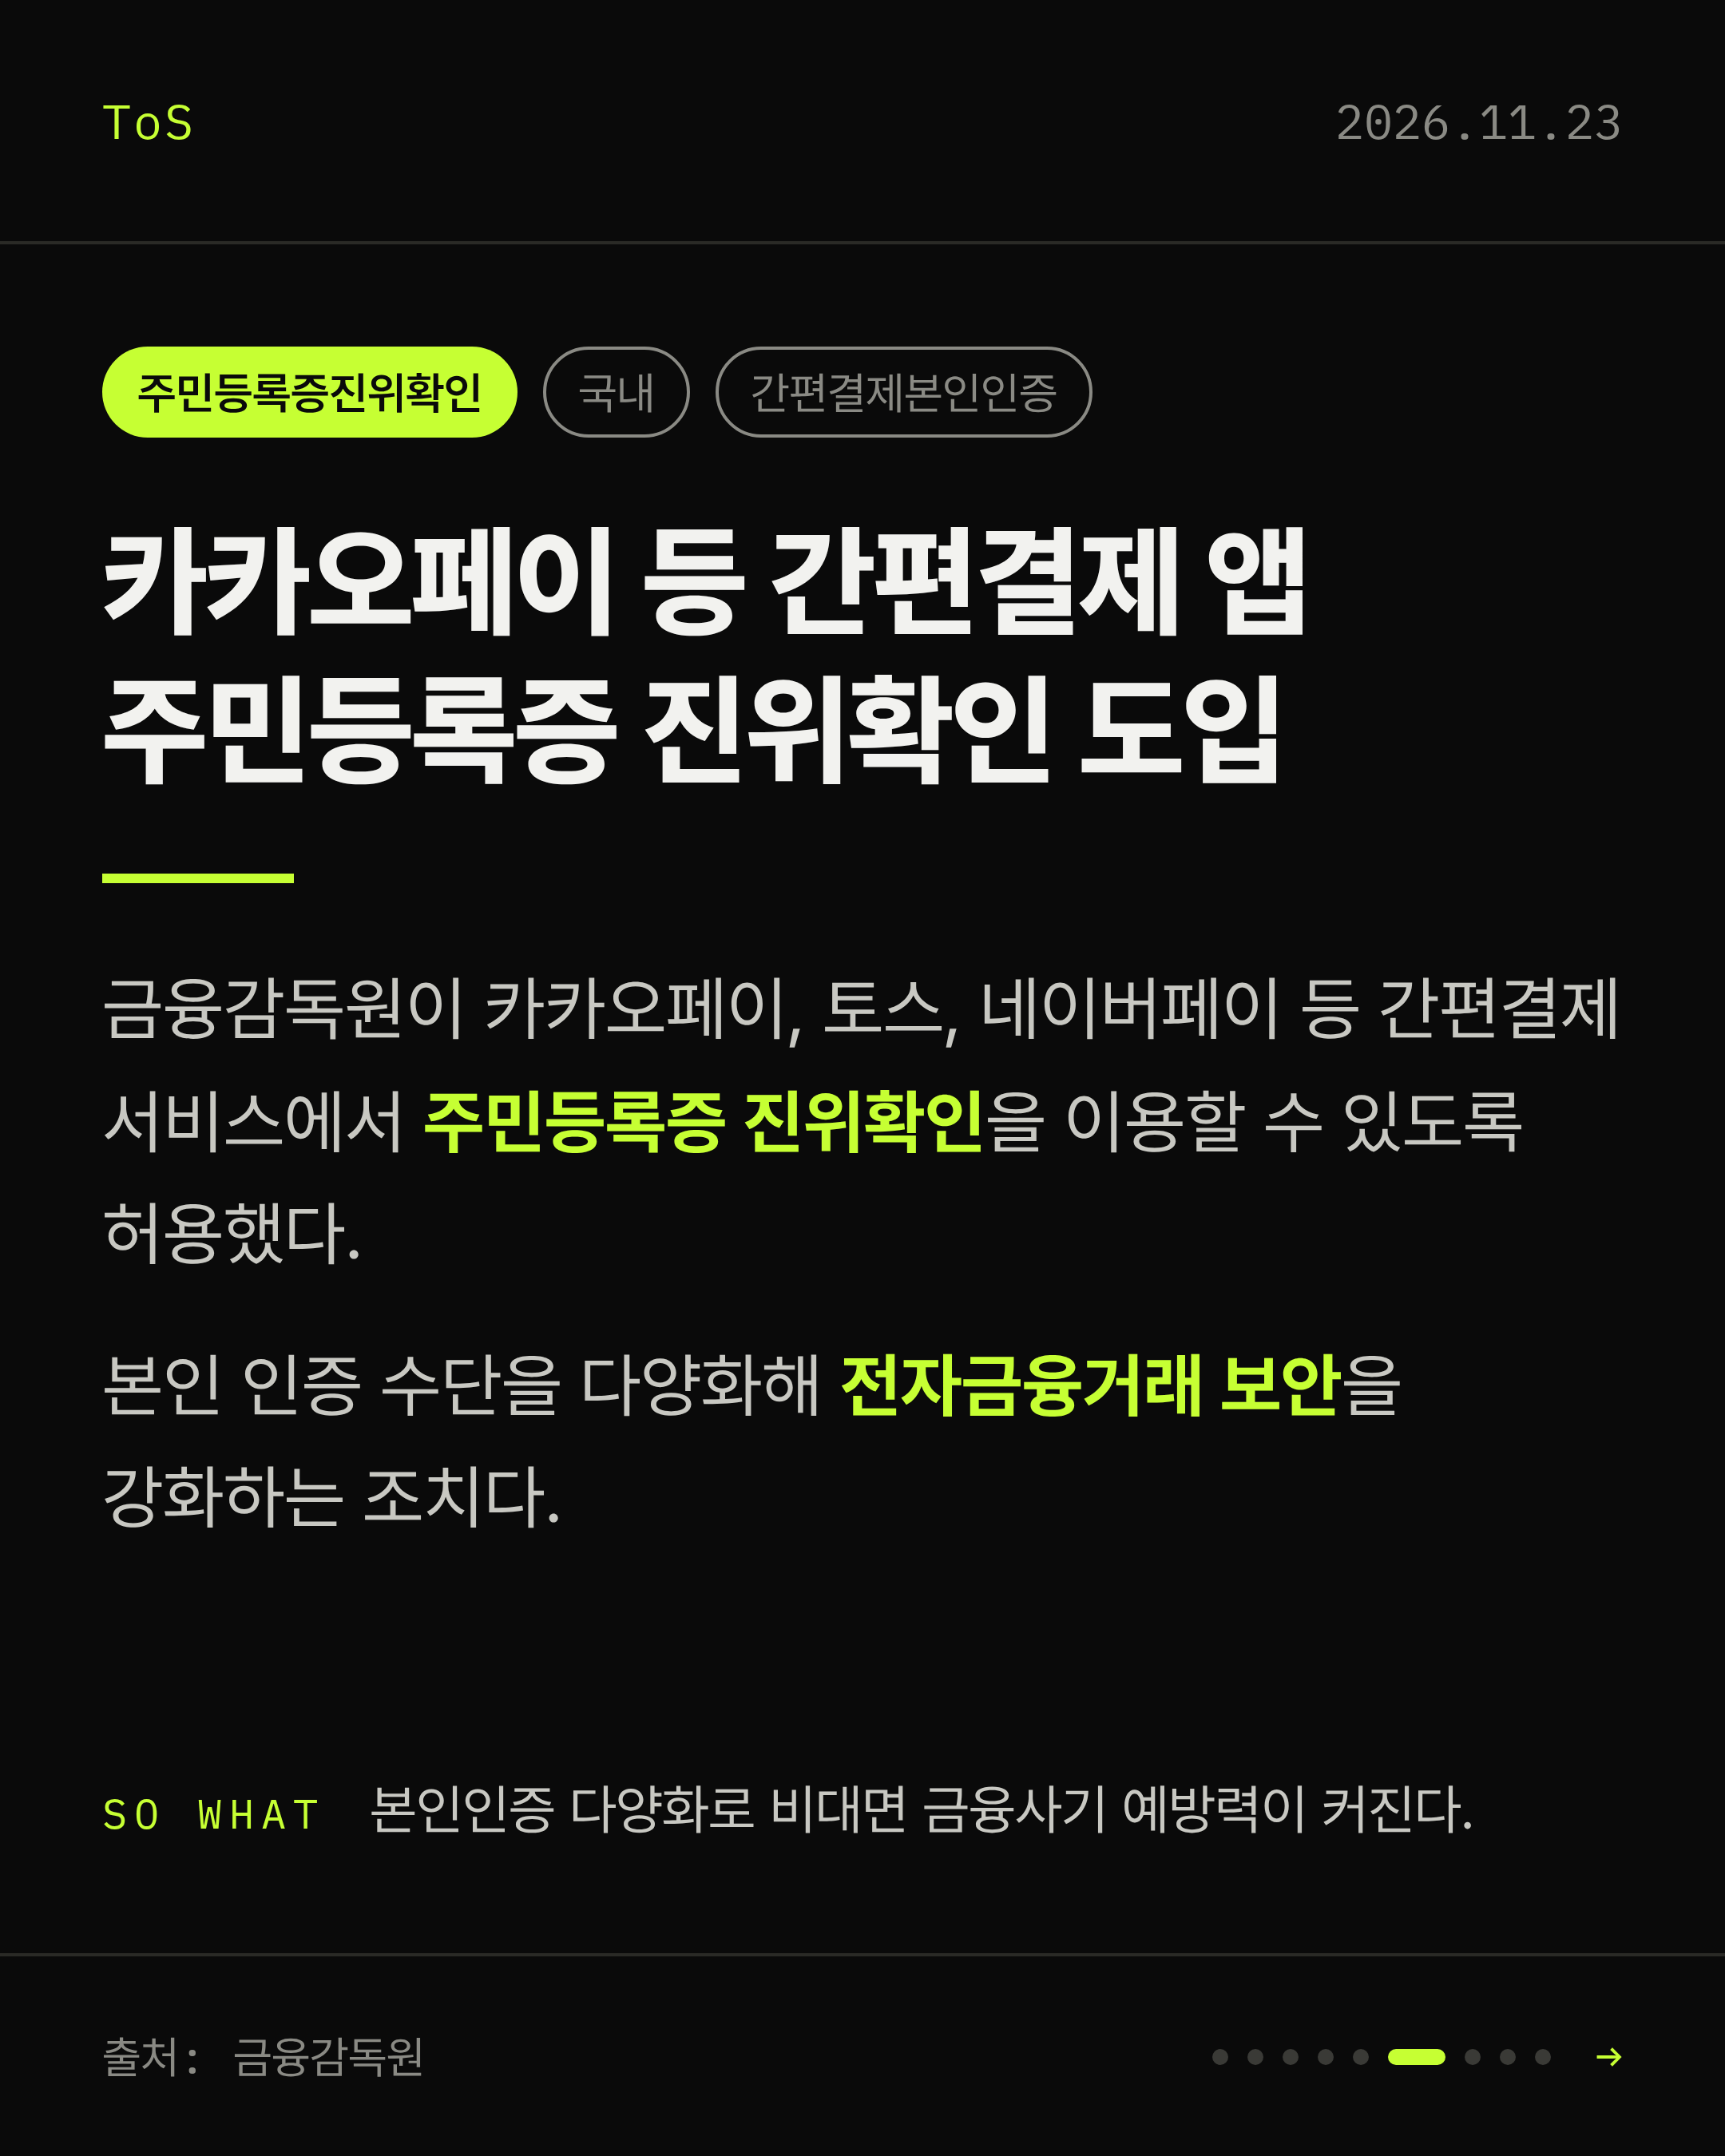 ToS
2026.11.23
주민등록증진위확인
국내
간편결제본인인증
카카오페이 등 간편결제 앱
주민등록증 진위확인 도입
금융감독원이 카카오페이, 토스, 네이버페이 등 간편결제
서비스에서 주민등록증 진위확인을 이용할 수 있도록
허용했다.
본인 인증 수단을 다양화해 전자금융거래 보안을
강화하는 조치다.
SO WHAT 본인인증 다양화로 비대면 금융사기 예방력이 커진다.
출처: 금융감독원